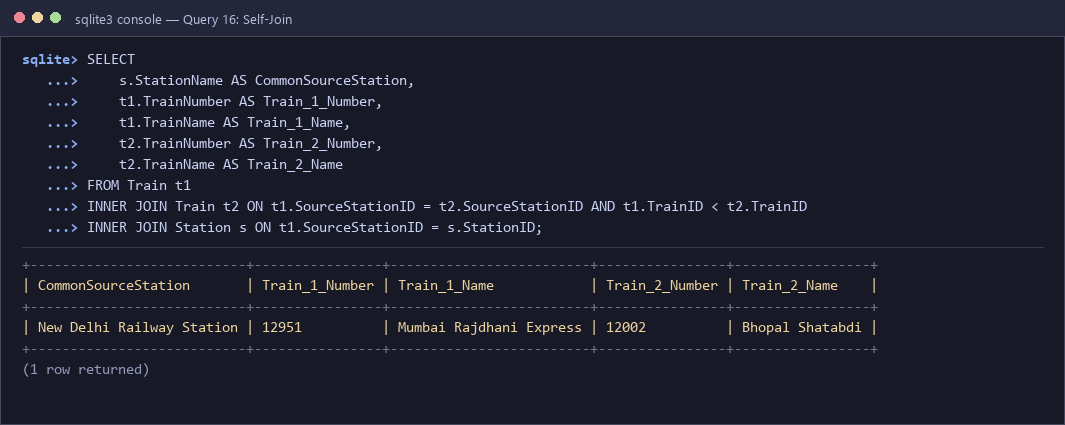 sqlite3 console — Query 16: Self-Join
sqlite> SELECT
   ...>     s.StationName AS CommonSourceStation,
   ...>     t1.TrainNumber AS Train_1_Number,
   ...>     t1.TrainName AS Train_1_Name,
   ...>     t2.TrainNumber AS Train_2_Number,
   ...>     t2.TrainName AS Train_2_Name
   ...> FROM Train t1
   ...> INNER JOIN Train t2 ON t1.SourceStationID = t2.SourceStationID AND t1.TrainID < t2.TrainID
   ...> INNER JOIN Station s ON t1.SourceStationID = s.StationID;
+---------------------------+----------------+-------------------------+----------------+-----------------+
| CommonSourceStation       | Train_1_Number | Train_1_Name            | Train_2_Number | Train_2_Name    |
+---------------------------+----------------+-------------------------+----------------+-----------------+
| New Delhi Railway Station | 12951          | Mumbai Rajdhani Express | 12002          | Bhopal Shatabdi |
+---------------------------+----------------+-------------------------+----------------+-----------------+
(1 row returned)